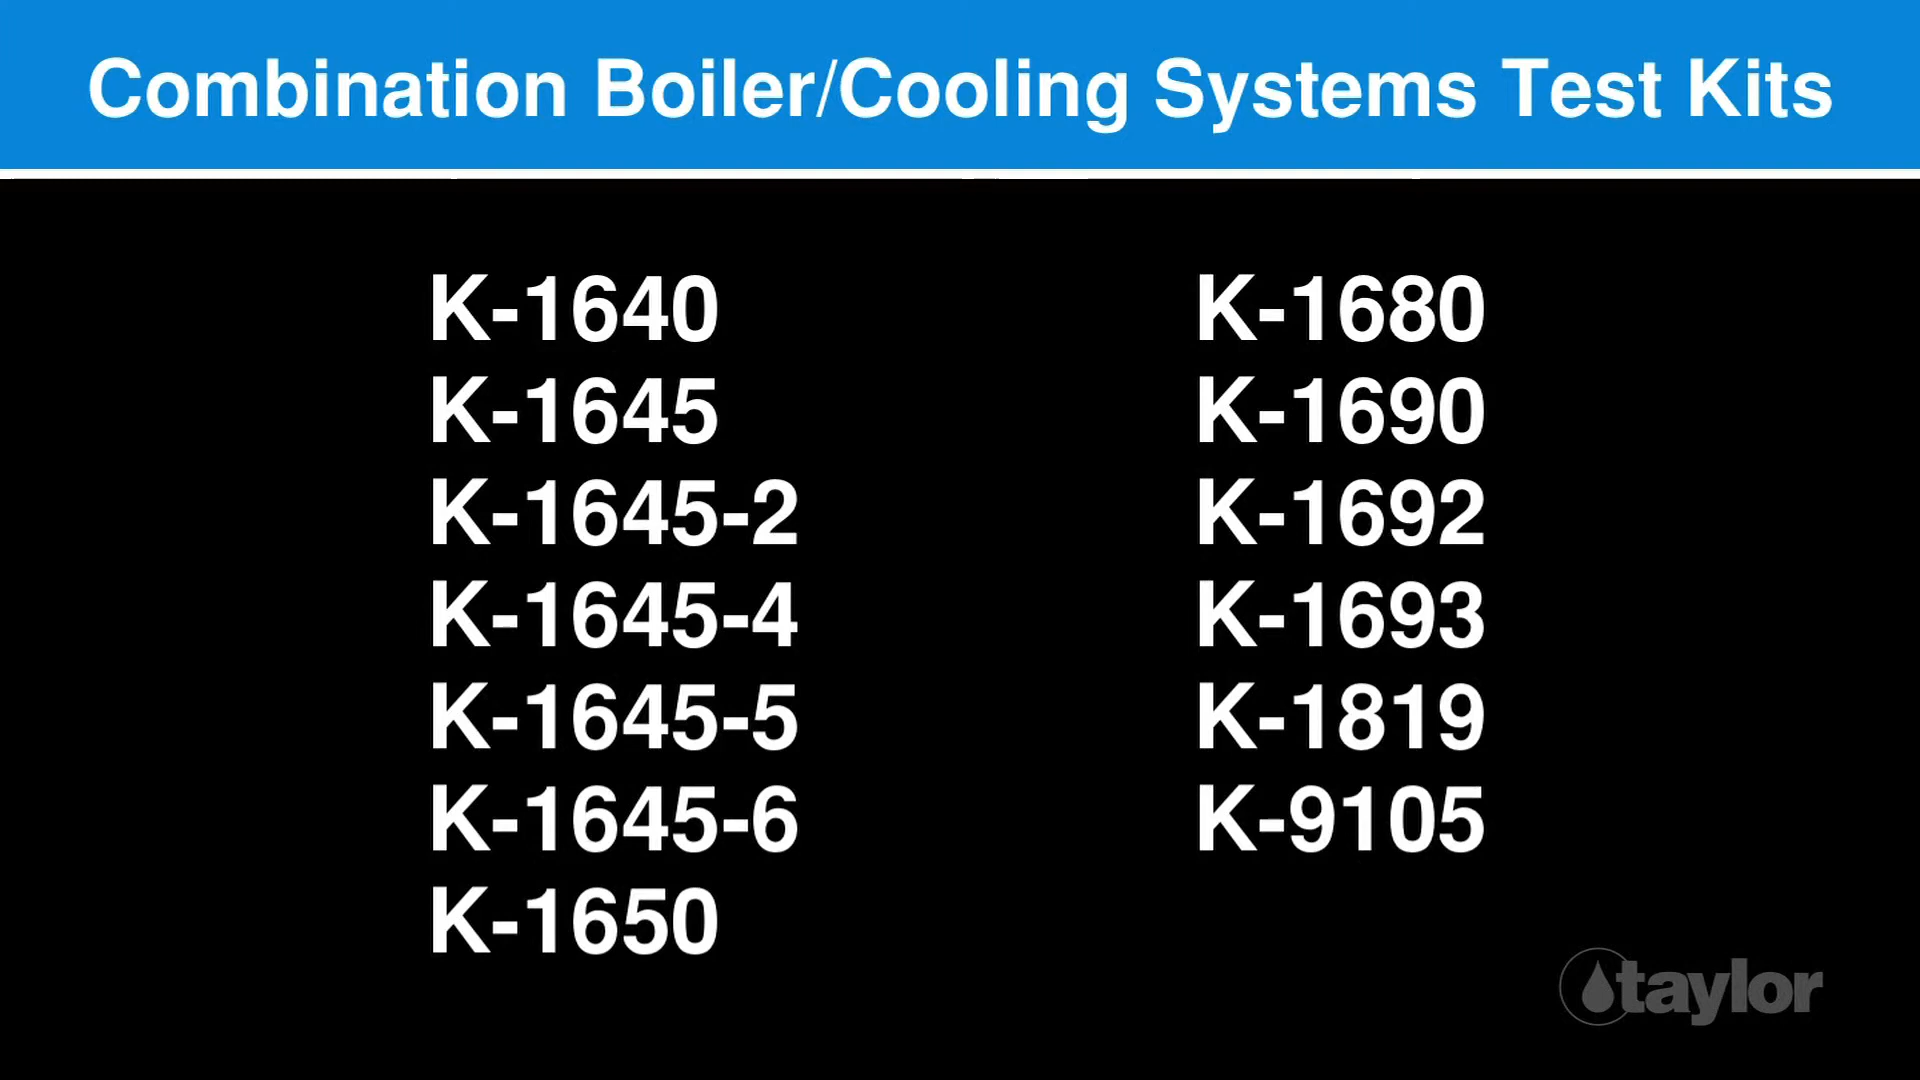 Combination Boiler/Cooling Systems Test Kits
K-1640
K-1645
K-1645-2
K-1645-4
K-1645-5
K-1645-6
K-1650
K-1680
K-1690
K-1692
K-1693
K-1819
K-9105
taylor